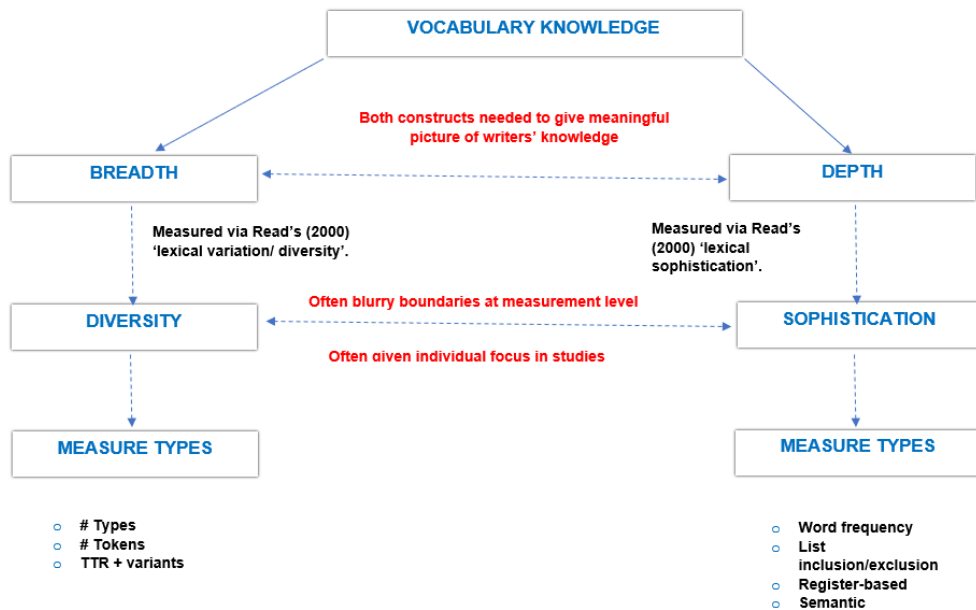 VOCABULARY KNOWLEDGE
Both constructs needed to give meaningful
picture of writers’ knowledge
BREADTH
DEPTH
Measured via Read’s (2000)
‘lexical variation/ diversity’.
Measured via Read’s
(2000) ‘lexical
sophistication’.
Often blurry boundaries at measurement level
DIVERSITY
SOPHISTICATION
Often given individual focus in studies
MEASURE TYPES
MEASURE TYPES
# Types
# Tokens
TTR + variants
Word frequency
List
inclusion/exclusion
Register-based
Semantic